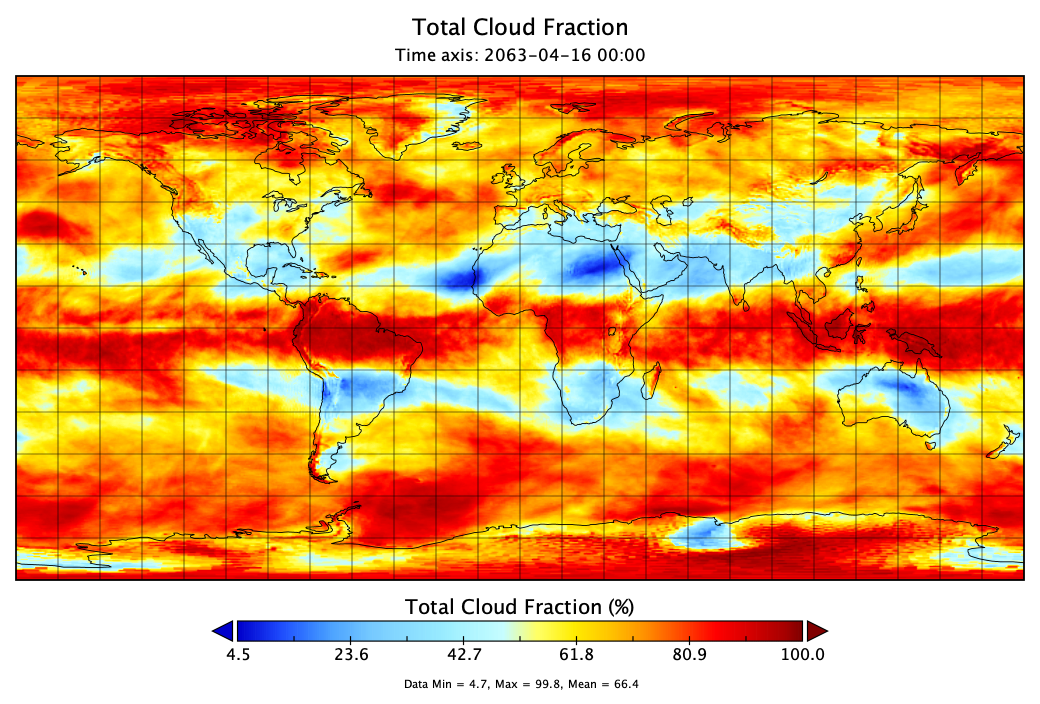 Total Cloud Fraction
Time axis: 2063-04-16 00:00
Total Cloud Fraction (%)
4.5 23.6 42.7 61.8 80.9 100.0
Data Min = 4.7, Max = 99.8, Mean = 66.4